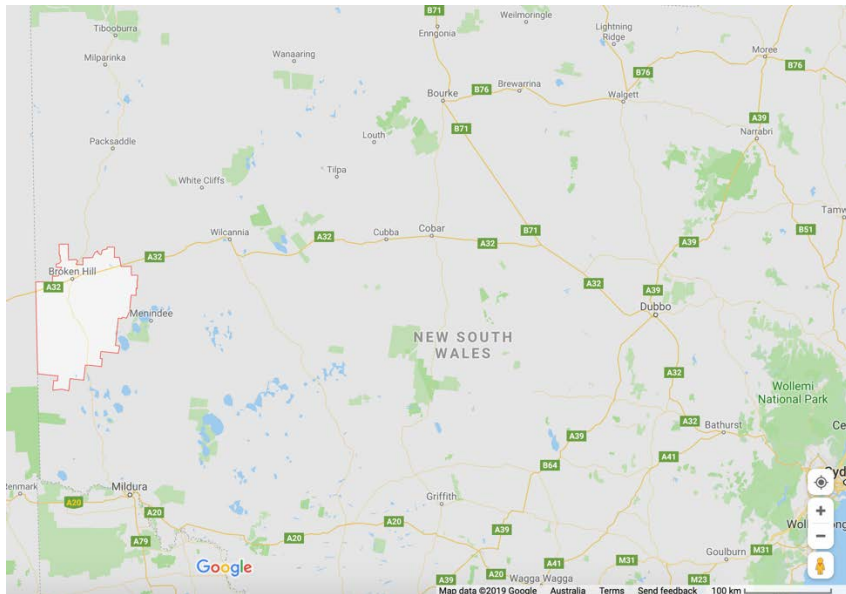 Tibooburra
Milparinka
Wanaaring
B71
Enngonia
Weilmoringle
Lightning
Ridge
B76
Moree
B76
Bourke
B76
Brewarrina
Walgett
A39
Narrabri
B71
Packsaddle
Louth
Tilpa
White Cliffs
Tamw
Wilcannia
A32
Cubba
Cobar
A32
B71
A39
B51
A32
Broken Hill
A32
A32
A39
Dubbo
Menindee
NEW SOUTH
WALES
A32
Wollemi
National Park
A32
Bathurst
Ce
A39
A41
B64
Syd
Renmark
Mildura
A20
A20
Griffith
A20
A39
A20
A79
Goulburn
M31
A41
M31
Google
A39
A20
Wagga Wagga
M23
Map data ©2019 Google Australia Terms Send feedback 100 km